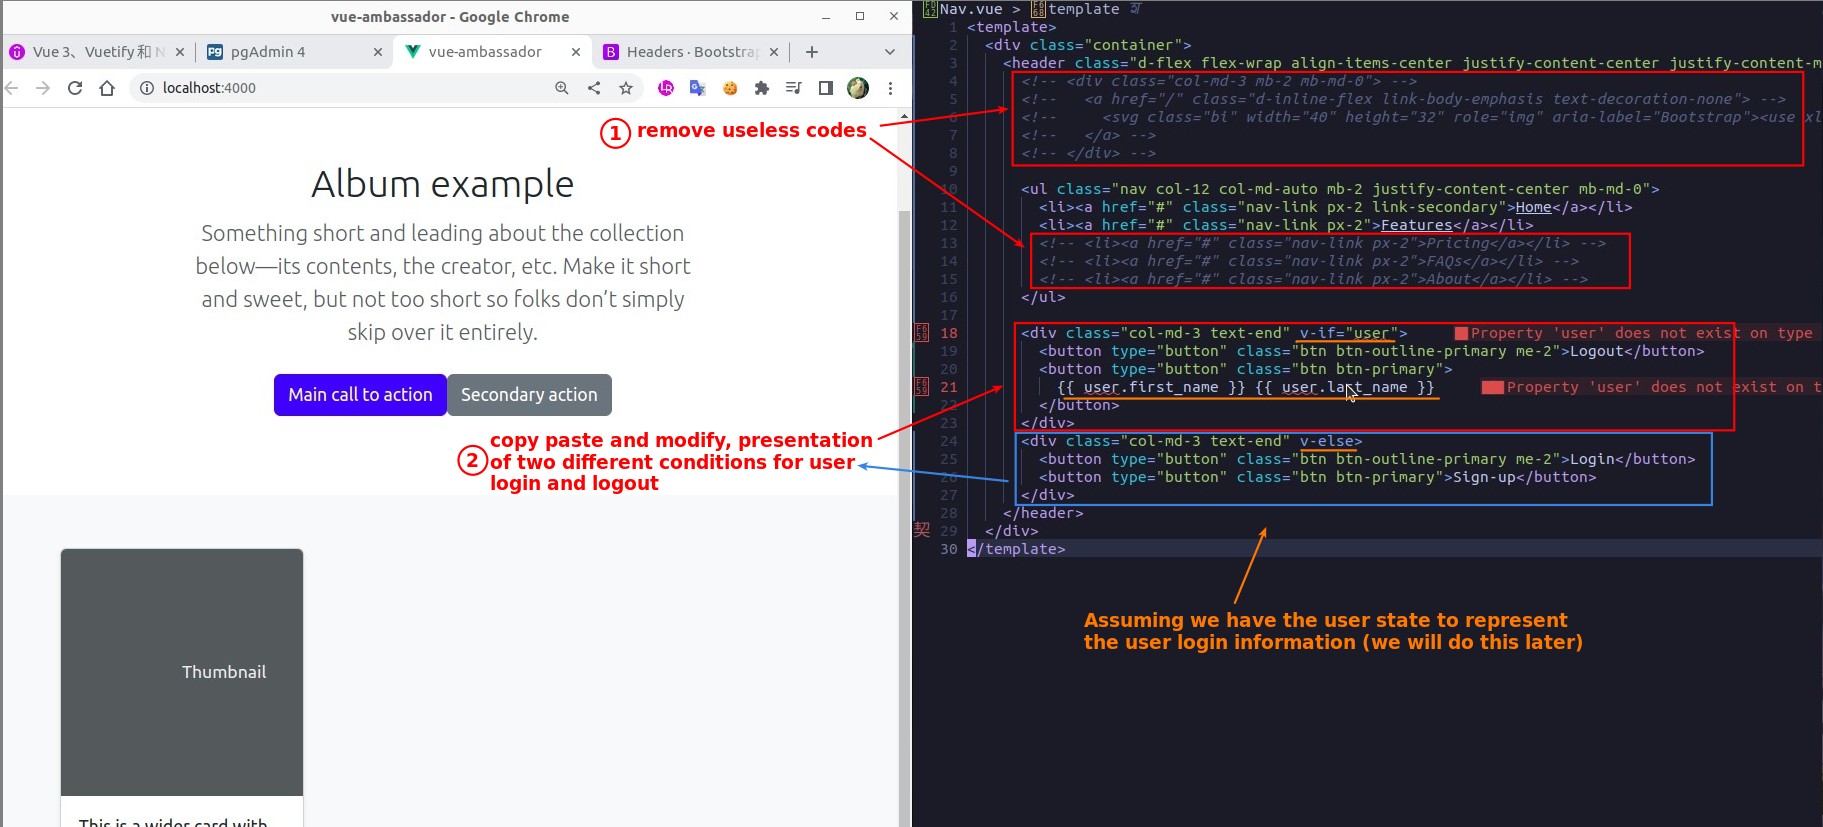 vue-ambassador - Google Chrome
Vue 3、Vuetify 和 N
pgAdmin 4
vue-ambassador
Headers · Bootstrap
localhost:4000
Album example
Something short and leading about the collection
below—its contents, the creator, etc. Make it short
and sweet, but not too short so folks don’t simply
skip over it entirely.
Main call to action
Secondary action
Thumbnail
This is a wider card with
1 remove useless codes
2 copy paste and modify, presentation
of two different conditions for user
login and logout
Nav.vue > template
1 <template>
2 <div class="container">
3 <header class="d-flex flex-wrap align-items-center justify-content-center justify-content-m
4 <!-- <div class="col-md-3 mb-2 mb-md-0"> -->
5 <!-- <a href="/" class="d-inline-flex link-body-emphasis text-decoration-none"> -->
6 <!-- <svg class="bi" width="40" height="32" role="img" aria-label="Bootstrap"><use xl
7 <!-- </a> -->
8 <!-- </div> -->
9
10 <ul class="nav col-12 col-md-auto mb-2 justify-content-center mb-md-0">
11 <li><a href="#" class="nav-link px-2 link-secondary">Home</a></li>
12 <li><a href="#" class="nav-link px-2">Features</a></li>
13 <!-- <li><a href="#" class="nav-link px-2">Pricing</a></li> -->
14 <!-- <li><a href="#" class="nav-link px-2">FAQs</a></li> -->
15 <!-- <li><a href="#" class="nav-link px-2">About</a></li> -->
16 </ul>
17
18 <div class="col-md-3 text-end" v-if="user"> Property 'user' does not exist on type
19 <button type="button" class="btn btn-outline-primary me-2">Logout</button>
20 <button type="button" class="btn btn-primary">
21 {{ user.first_name }} {{ user.last_name }} Property 'user' does not exist on t
22 </button>
23 </div>
24 <div class="col-md-3 text-end" v-else>
25 <button type="button" class="btn btn-outline-primary me-2">Login</button>
26 <button type="button" class="btn btn-primary">Sign-up</button>
27 </div>
28 </header>
29 </div>
30 </template>
Assuming we have the user state to represent
the user login information (we will do this later)